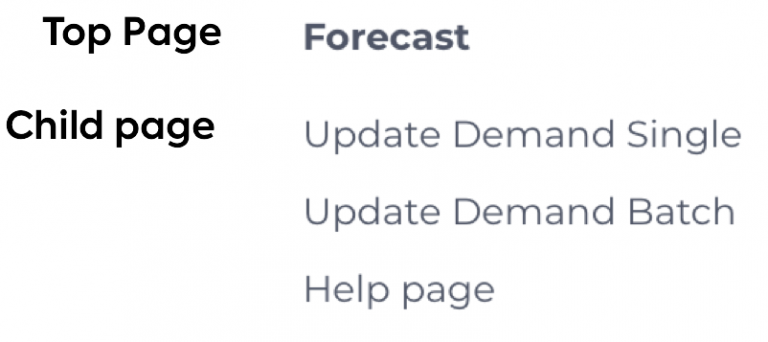 Top Page Forecast
Child page Update Demand Single
Update Demand Batch
Help page